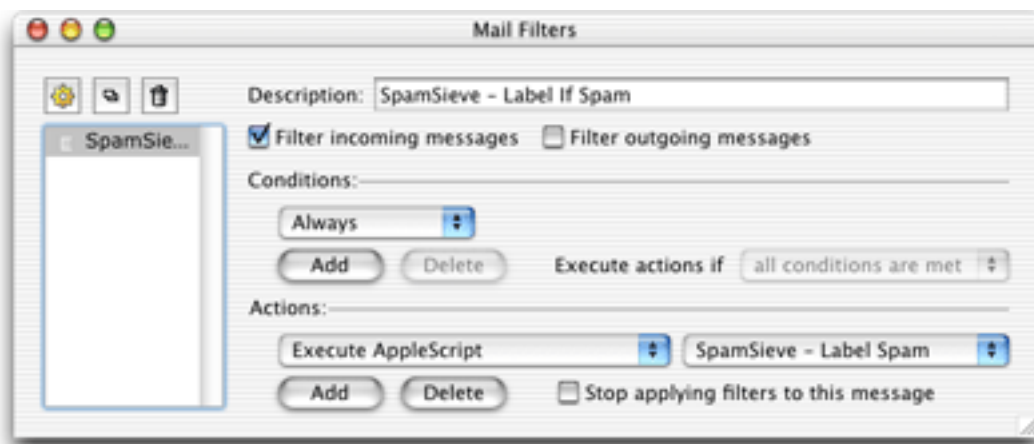 Mail Filters
Description: SpamSieve – Label If Spam
SpamSie...
Filter incoming messages Filter outgoing messages
Conditions:
Always
Add Delete Execute actions if all conditions are met
Actions:
Execute AppleScript SpamSieve – Label Spam
Add Delete Stop applying filters to this message